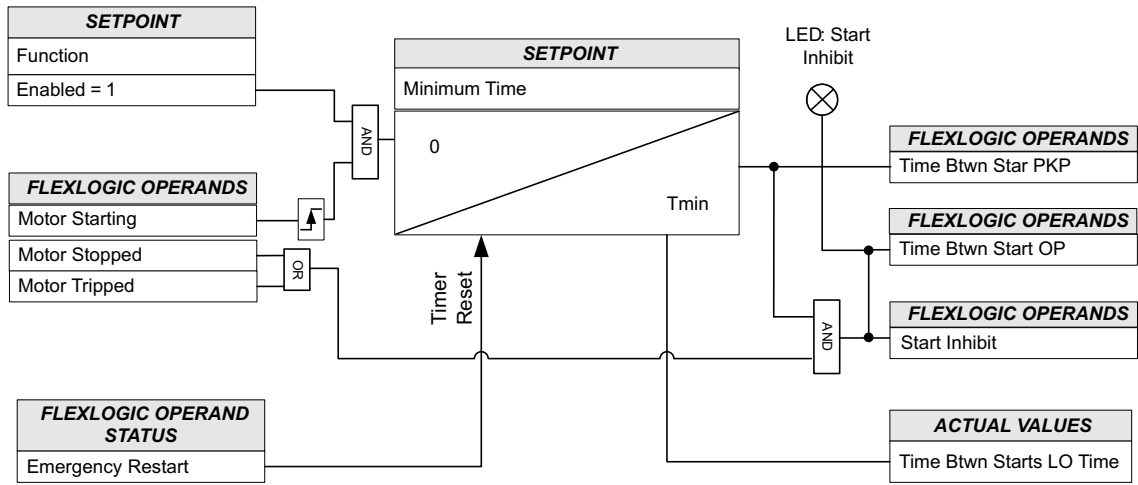 SETPOINT
Function
Enabled = 1
AND
FLEXLOGIC OPERANDS
Motor Starting
Motor Stopped
Motor Tripped
OR
SETPOINT
Minimum Time
0
Tmin
Timer
Reset
FLEXLOGIC OPERAND
STATUS
Emergency Restart
LED: Start
Inhibit
AND
FLEXLOGIC OPERANDS
Time Btwn Star PKP
FLEXLOGIC OPERANDS
Time Btwn Start OP
FLEXLOGIC OPERANDS
Start Inhibit
ACTUAL VALUES
Time Btwn Starts LO Time